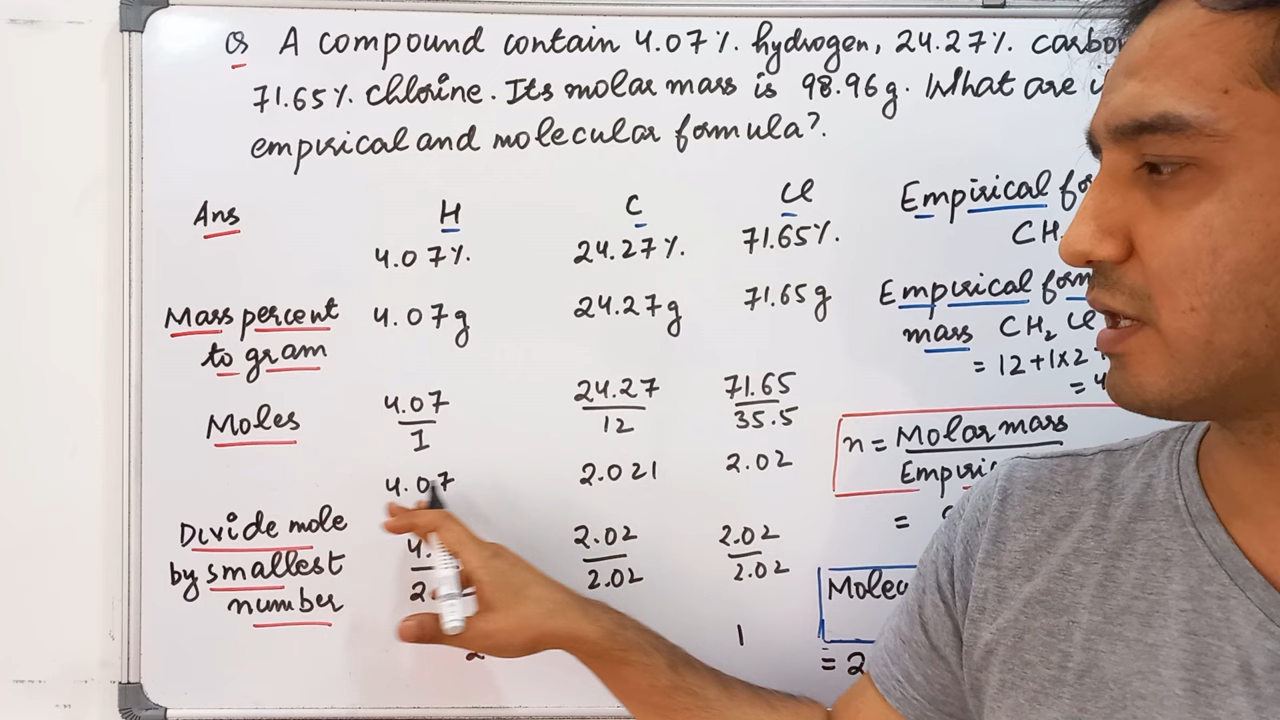 Q A compound contain 4.07%. hydrogen, 24.27%. carbo
71.65%. chlorine. Its molar mass is 98.96g. What are i
empirical and molecular formula?.
Ans H C Cl
4.07%. 24.27%. 71.65%.
Mass percent to gram 4.07g 24.27g 71.65g
Moles 4.07/1 24.27/12 71.65/35.5
4.07 2.021 2.02
Divide mole by smallest number 4. 2. 2.02/2.02 2.02/2.02
2 1
Empirical fo
CH
Empirical form
mass CH₂ Cl
= 12+1x2
= 4
n = Molar mass
Empiri
=
Molec
= 2